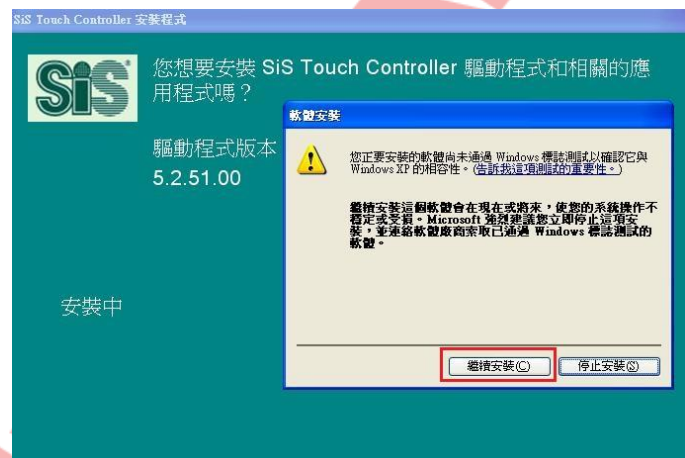 SiS Touch Controller 安裝程式
SiS
您想要安裝 SiS Touch Controller 驅動程式和相關的應
用程式嗎？
驅動程式版本
5.2.51.00
安裝中
軟體安裝
您正要安裝的軟體尚未通過 Windows 標誌測試以確認它與
Windows XP 的相容性。(告訴我這項測試的重要性。)
繼續安裝這個軟體會在現在或將來，使您的系統操作不
穩定或受損。Microsoft 強烈建議您立即停止這項安
裝，並連絡軟體廠商索取已通過 Windows 標誌測試的
軟體。
繼續安裝(C)
停止安裝(S)